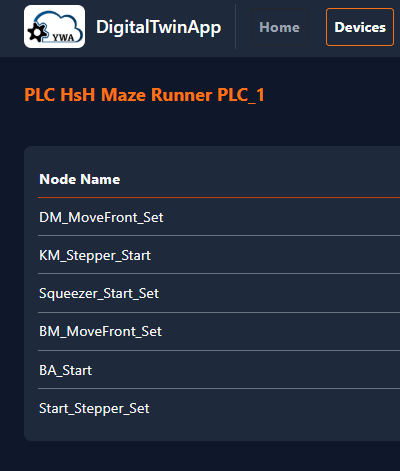 YWA DigitalTwinApp Home Devices
PLC HsH Maze Runner PLC_1
Node Name
DM_MoveFront_Set
KM_Stepper_Start
Squeezer_Start_Set
BM_MoveFront_Set
BA_Start
Start_Stepper_Set